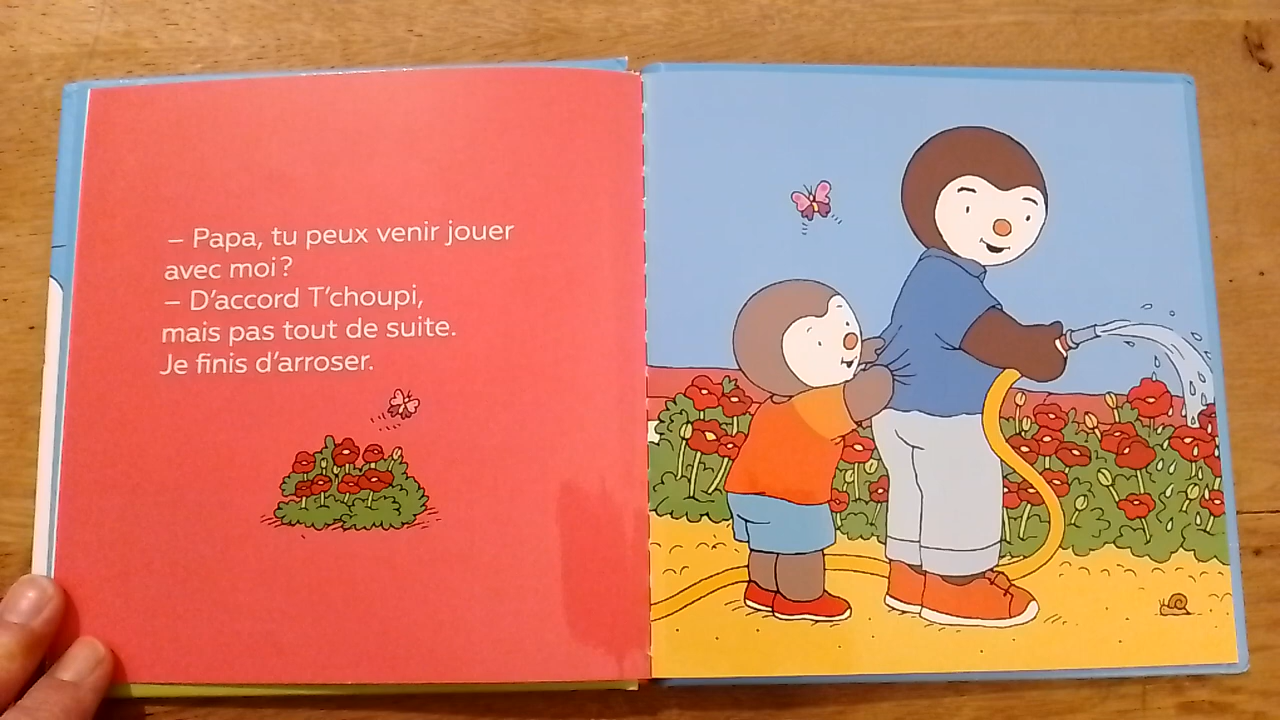 – Papa, tu peux venir jouer
avec moi ?
– D'accord T'choupi,
mais pas tout de suite.
Je finis d'arroser.